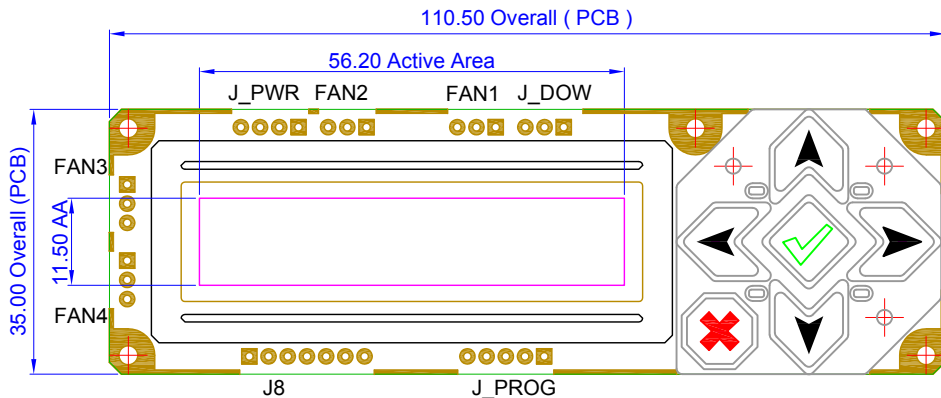 110.50 Overall ( PCB )
56.20 Active Area
J_PWR FAN2 FAN1 J_DOW
FAN3
35.00 Overall (PCB)
11.50 AA
FAN4
J8 J_PROG